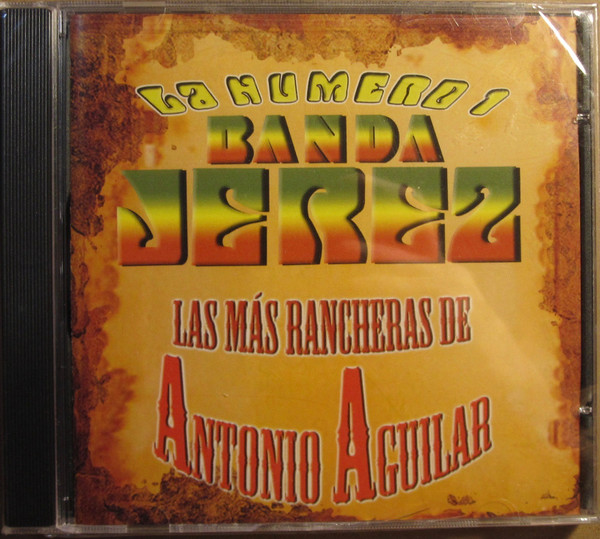 La NUMERO 1
BANDA
JEREZ
LAS MÁS RANCHERAS DE
ANTONIO AGUILAR